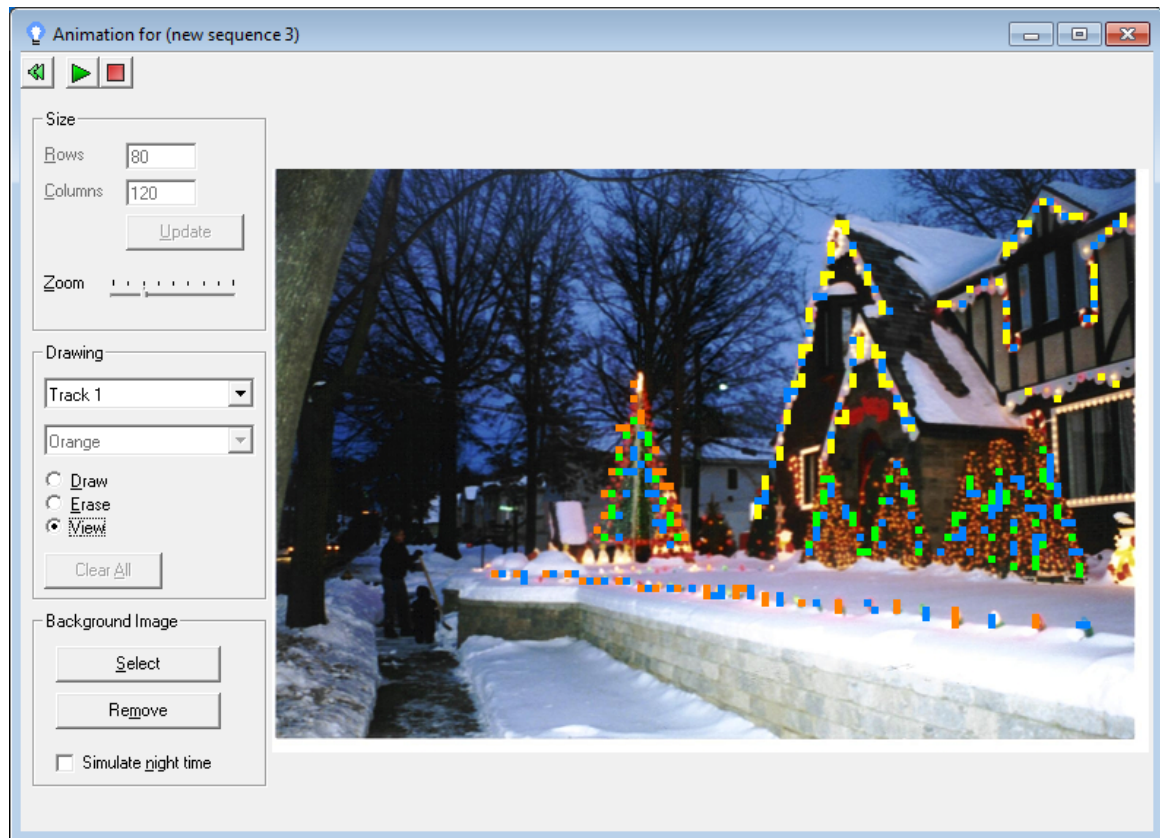 Animation for (new sequence 3)
Size
Rows 80
Columns 120
Update
Zoom
Drawing
Track 1
Orange
Draw
Erase
View
Clear All
Background Image
Select
Remove
Simulate night time